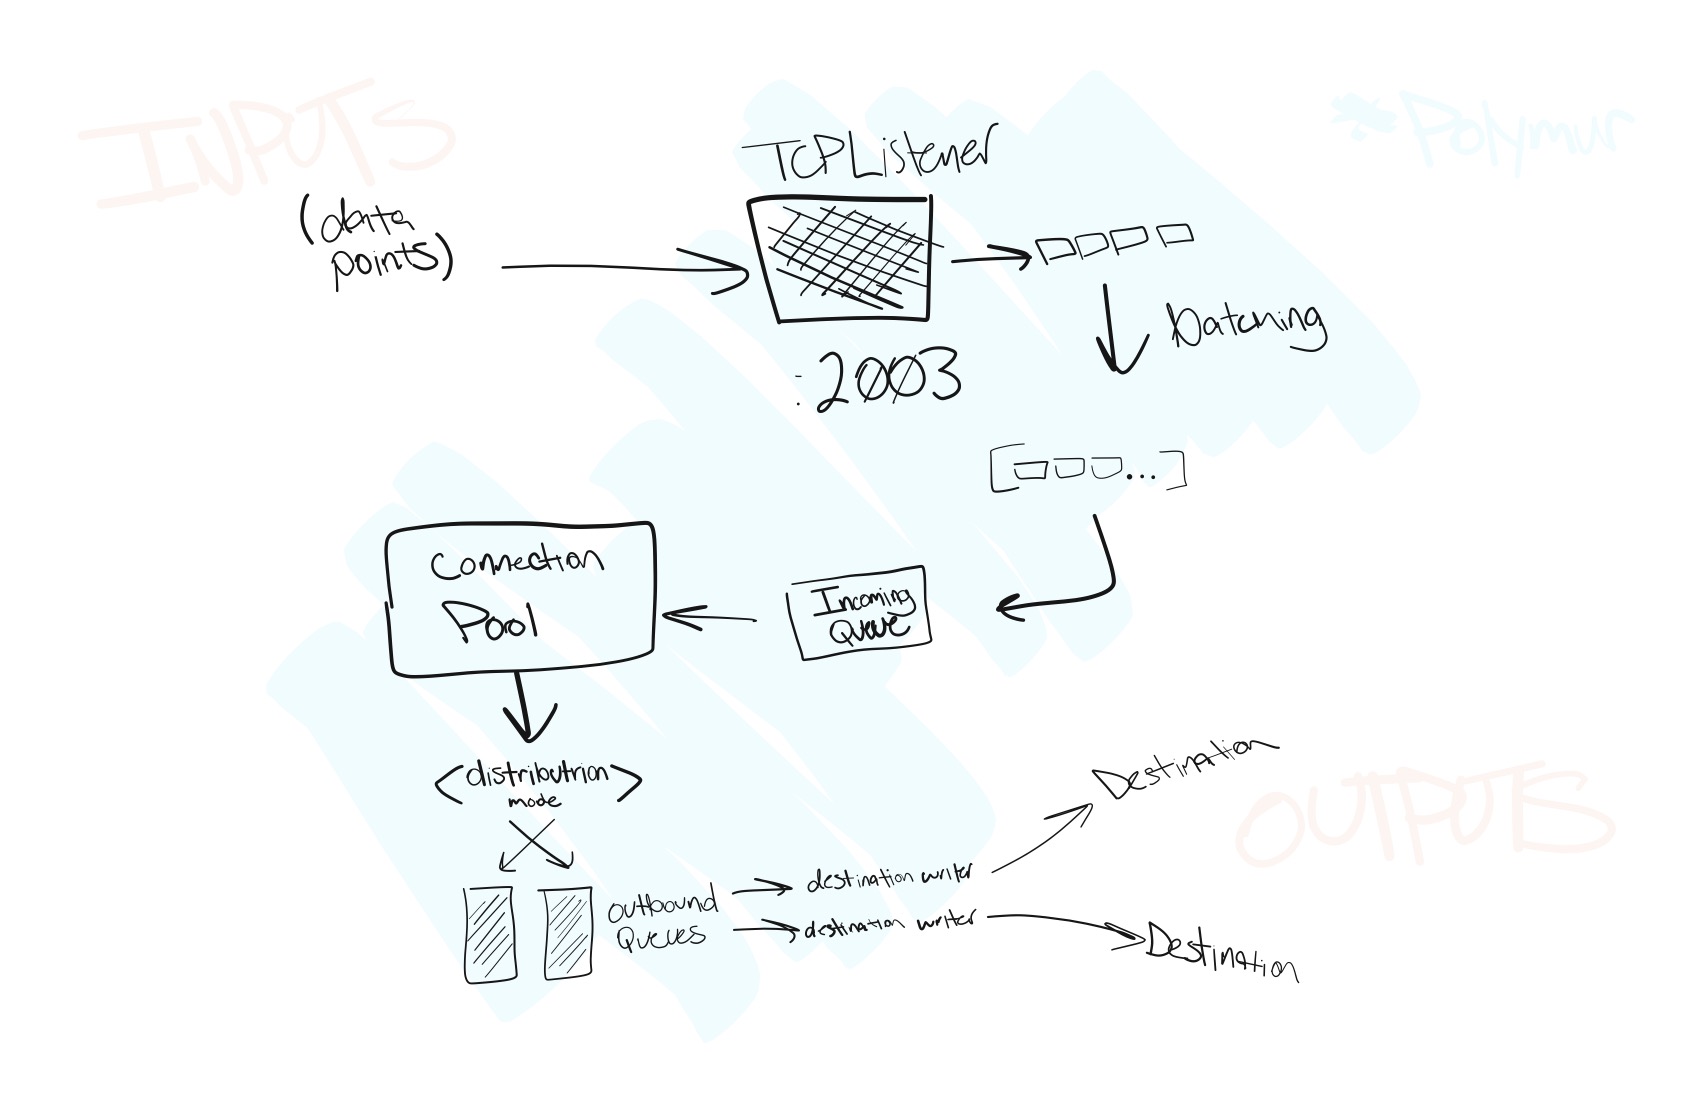 INPUTS
*Polymur
TCPListener
(data
points)
:2003
batching
[ ... ]
Connection
Pool
Incoming
Queue
<distributrion>
mode
Destination
OUTPUTS
outbound
Queues
destination writer
destination writer
Destination